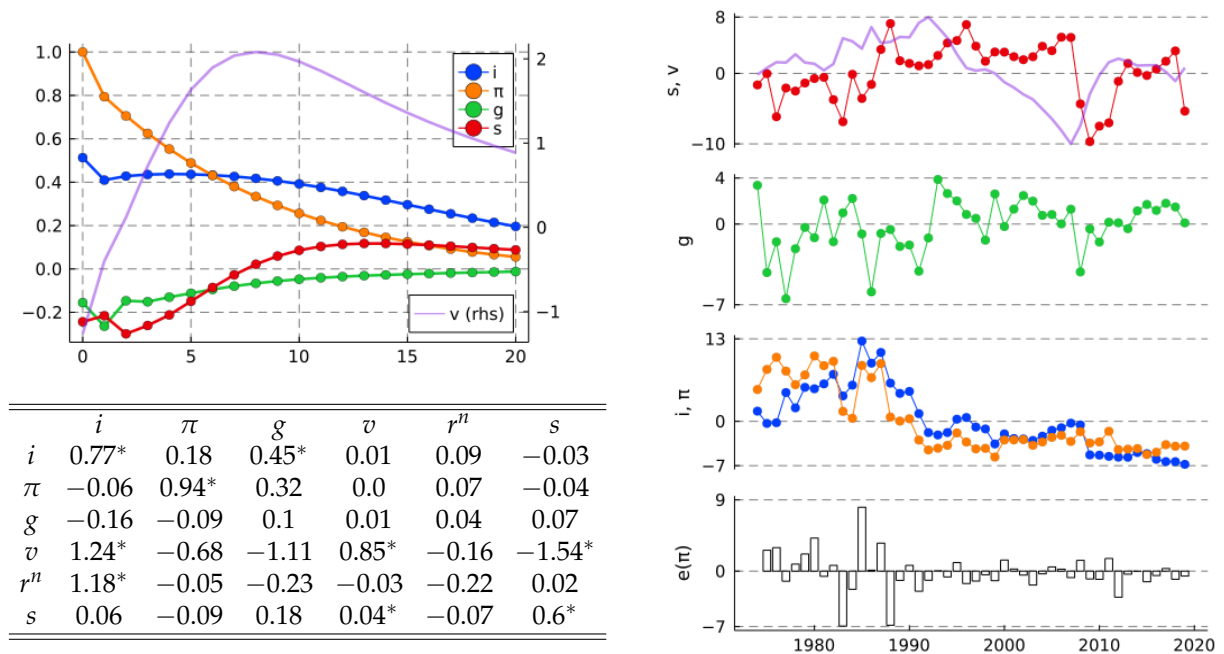 1.0
0.8
0.6
0.4
0.2
0.0
−0.2
2
1
0
−1
i
π
g
s
v (rhs)
0 5 10 15 20
i π g v rⁿ s
i 0.77* 0.18 0.45* 0.01 0.09 −0.03
π −0.06 0.94* 0.32 0.0 0.07 −0.04
g −0.16 −0.09 0.1 0.01 0.04 0.07
v 1.24* −0.68 −1.11 0.85* −0.16 −1.54*
rⁿ 1.18* −0.05 −0.23 −0.03 −0.22 0.02
s 0.06 −0.09 0.18 0.04* −0.07 0.6*
s, v
8
0
−10
g
4
0
−7
i, π
13
0
−7
e(π)
9
0
−7
1980 1990 2000 2010 2020